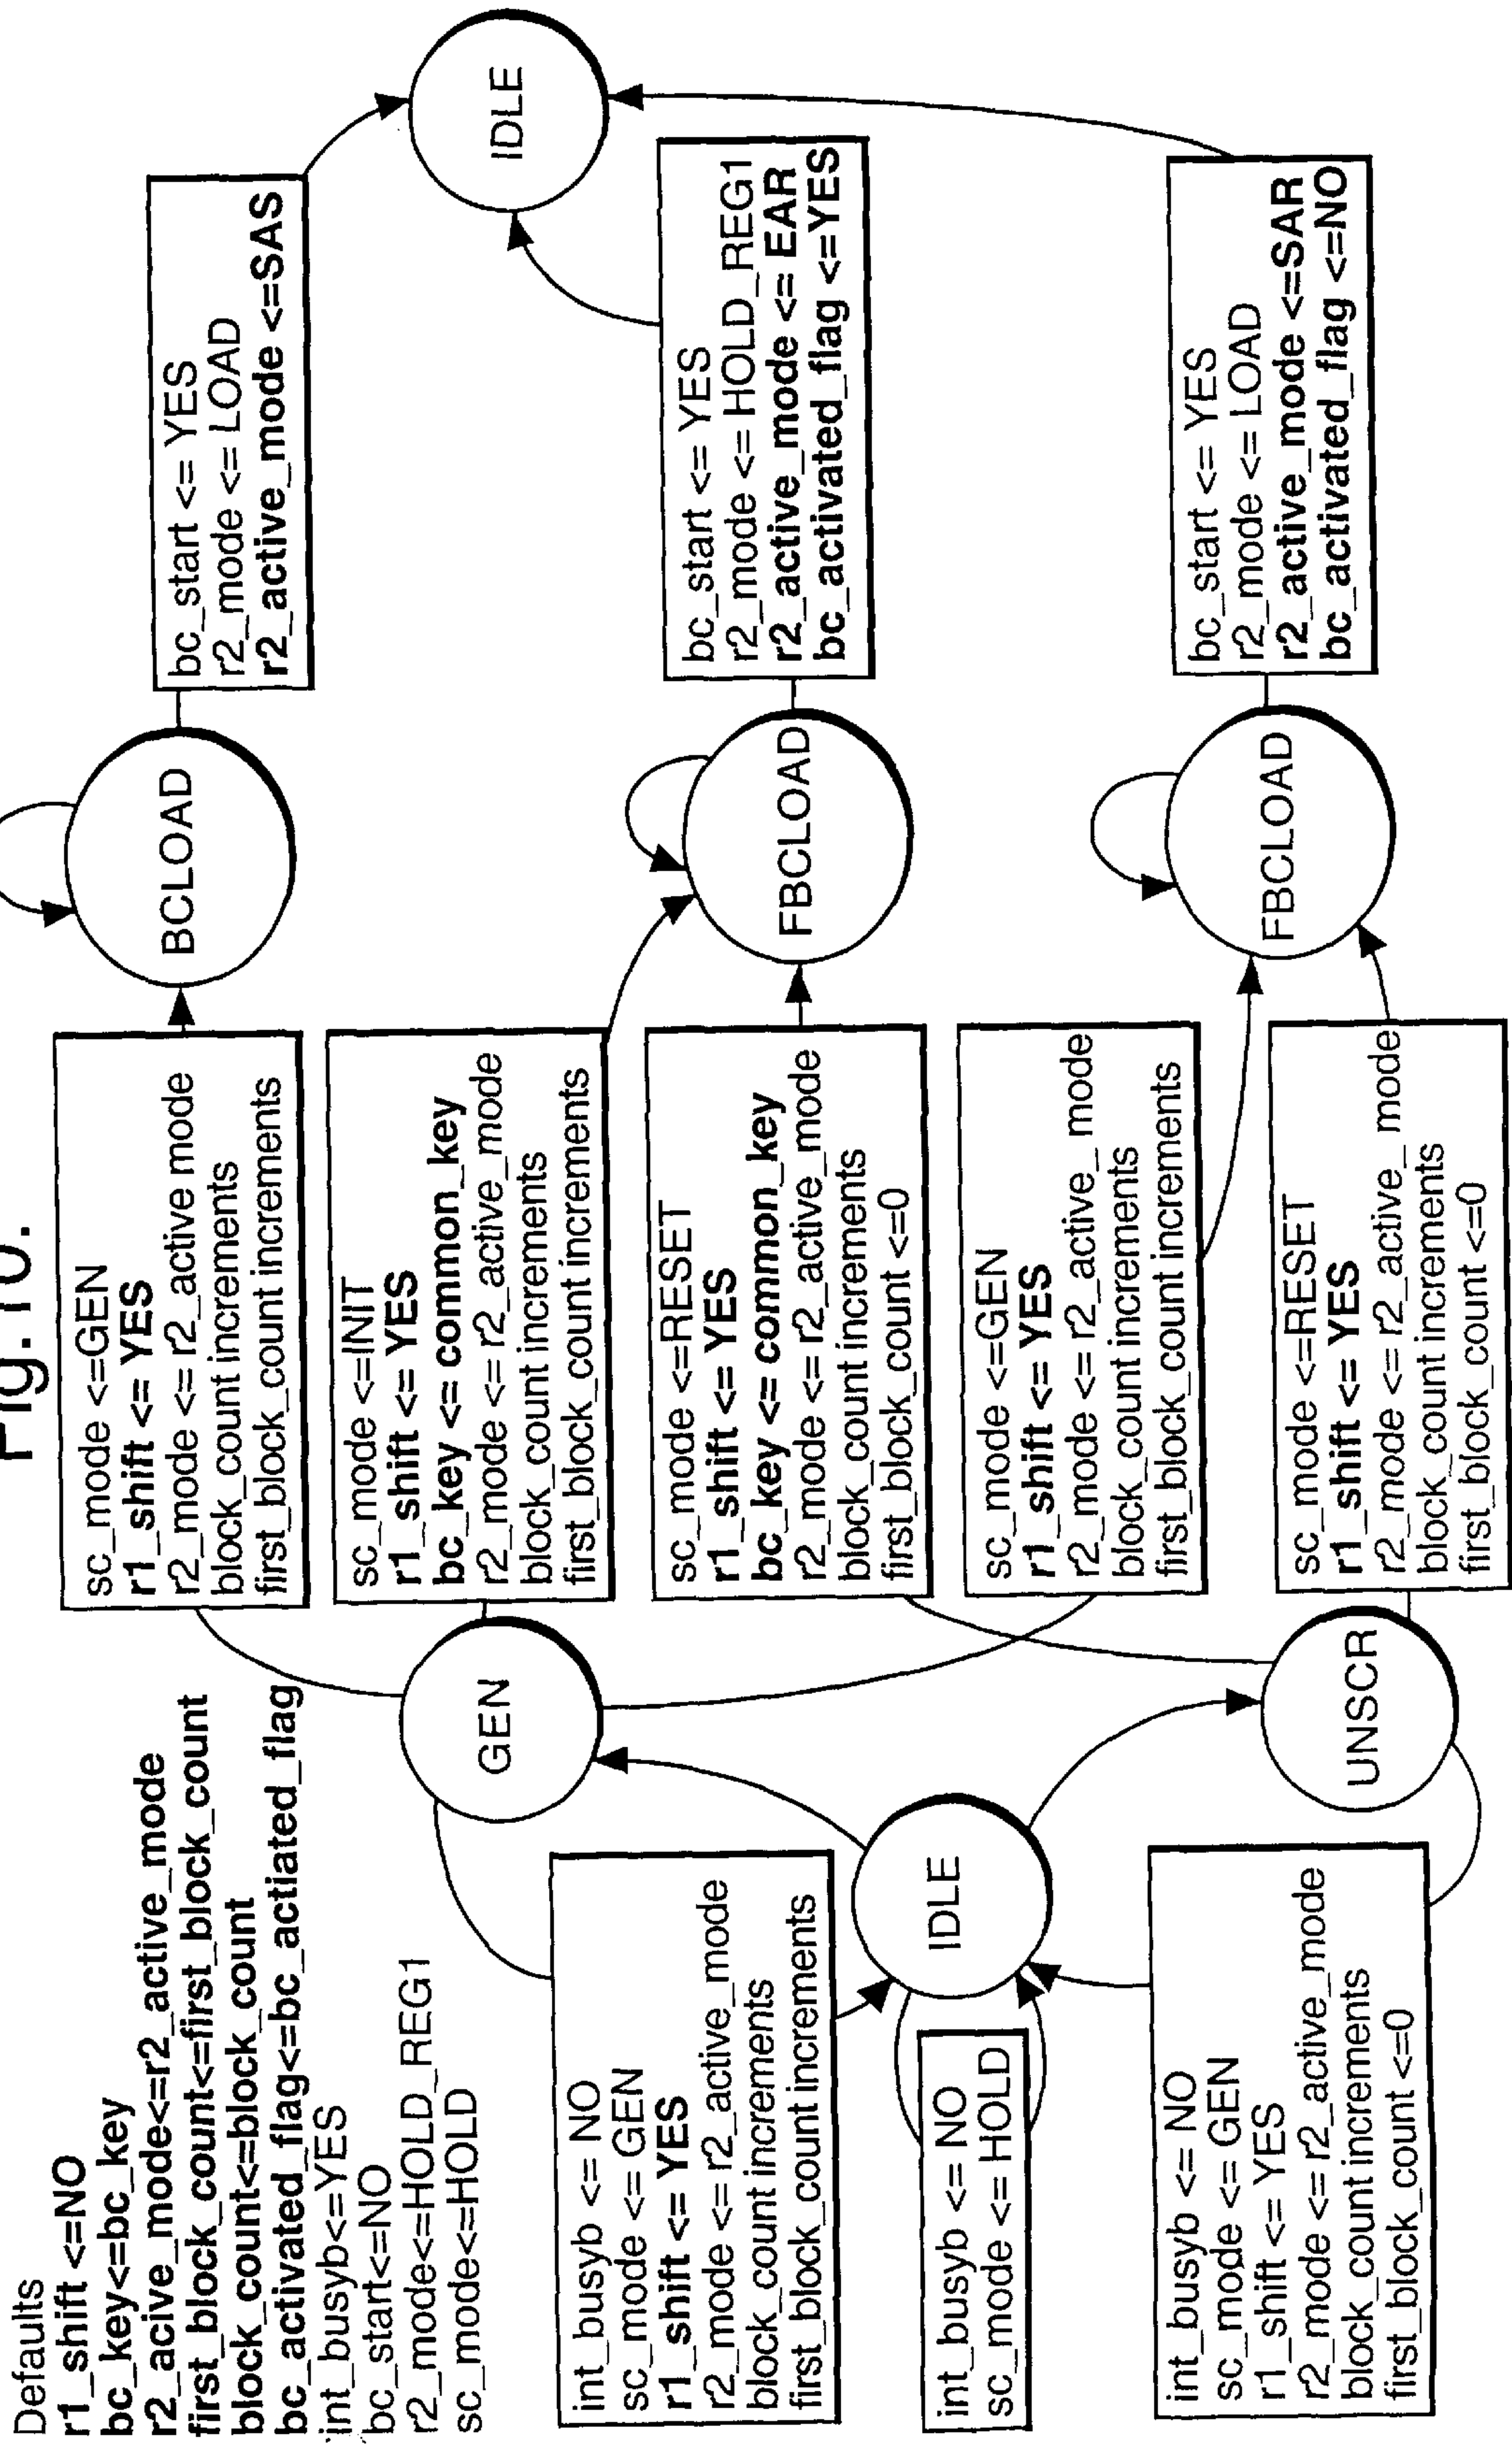 Fig.10.
Defaults
r1_shift <=NO
bc_key<=bc_key
r2_acive_mode<=r2_active_mode
first_block_count<=first_block_count
block_count<=block_count
bc_activated_flag<=bc_actiated_flag
int_busyb<=YES
bc_start<=NO
r2_mode<=HOLD_REG1
sc_mode<=HOLD
int_busyb <= NO
sc_mode <= GEN
r1_shift <= YES
r2_mode <= r2_active_mode
block_count increments
first_block_count increments
int_busyb <= NO
sc_mode <= HOLD
int_busyb <= NO
sc_mode <= GEN
r1_shift <= YES
r2_mode <= r2_active_mode
block_count increments
first_block_count <=0
IDLE
GEN
UNSCR
sc_mode <=GEN
r1_shift <= YES
r2_mode <= r2_active mode
block_count increments
first_block_count increments
sc_mode <=INIT
r1_shift <= YES
bc_key <= common_key
r2_mode <= r2_active_mode
block_count increments
first_block_count increments
sc_mode <=RESET
r1_shift <= YES
bc_key <= common_key
r2_mode <= r2_active_mode
block_count increments
first_block_count <=0
sc_mode <=GEN
r1_shift <= YES
r2_mode <= r2_active_ mode
block_count increments
first_block_count increments
sc_mode <=RESET
r1_shift <= YES
r2_mode <= r2_active_ mode
block_count increments
first_block_count <=0
BCLOAD
FBCLOAD
FBCLOAD
bc_start <= YES
r2_mode <= LOAD
r2_active_mode <=SAS
bc_start <= YES
r2_mode <= HOLD_REG1
r2_active_mode <= EAR
bc_activated_flag <=YES
bc_start <= YES
r2_mode <= LOAD
r2_active_mode <=SAR
bc_activated_flag <=NO
IDLE